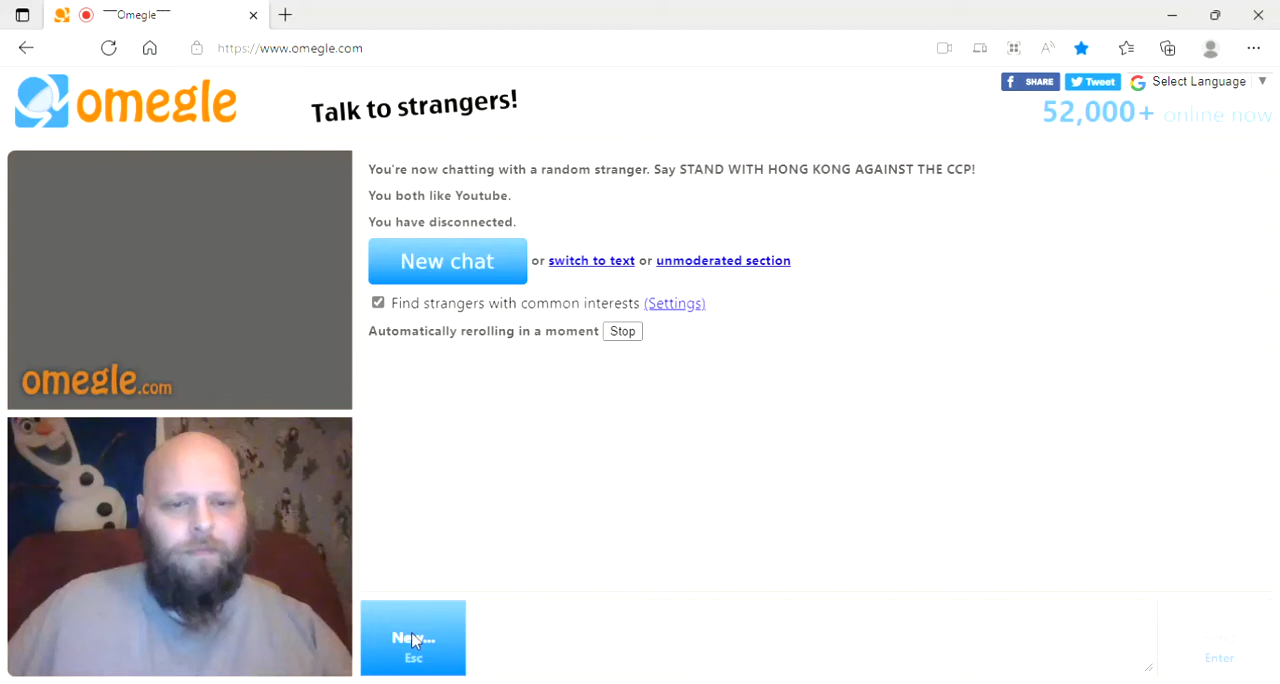 Omegle
https://www.omegle.com
omegle
Talk to strangers!
f SHARE
Tweet
G Select Language ▼
52,000+ online now
You're now chatting with a random stranger. Say STAND WITH HONG KONG AGAINST THE CCP!
You both like Youtube.
You have disconnected.
New chat or switch to text or unmoderated section
Find strangers with common interests (Settings)
Automatically rerolling in a moment Stop
omegle.com
New...
Esc
Enter